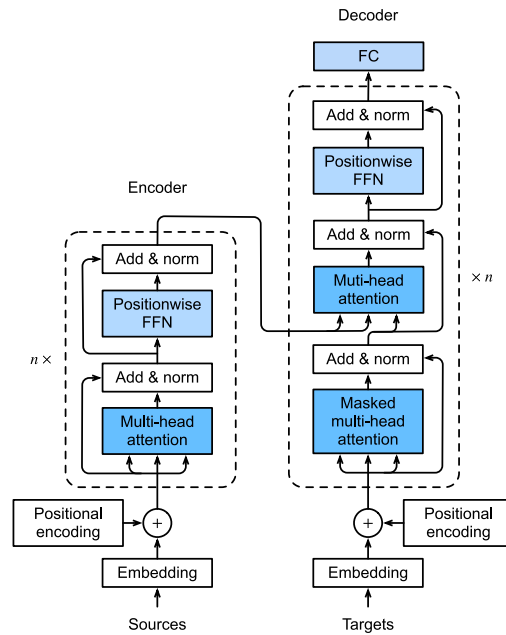 Decoder
FC
Add & norm
Positionwise
FFN
Add & norm
Muti-head
attention
× n
Add & norm
Masked
multi-head
attention
Positional
encoding
+
Embedding
Targets
Encoder
Add & norm
Positionwise
FFN
n ×
Add & norm
Multi-head
attention
Positional
encoding
+
Embedding
Sources